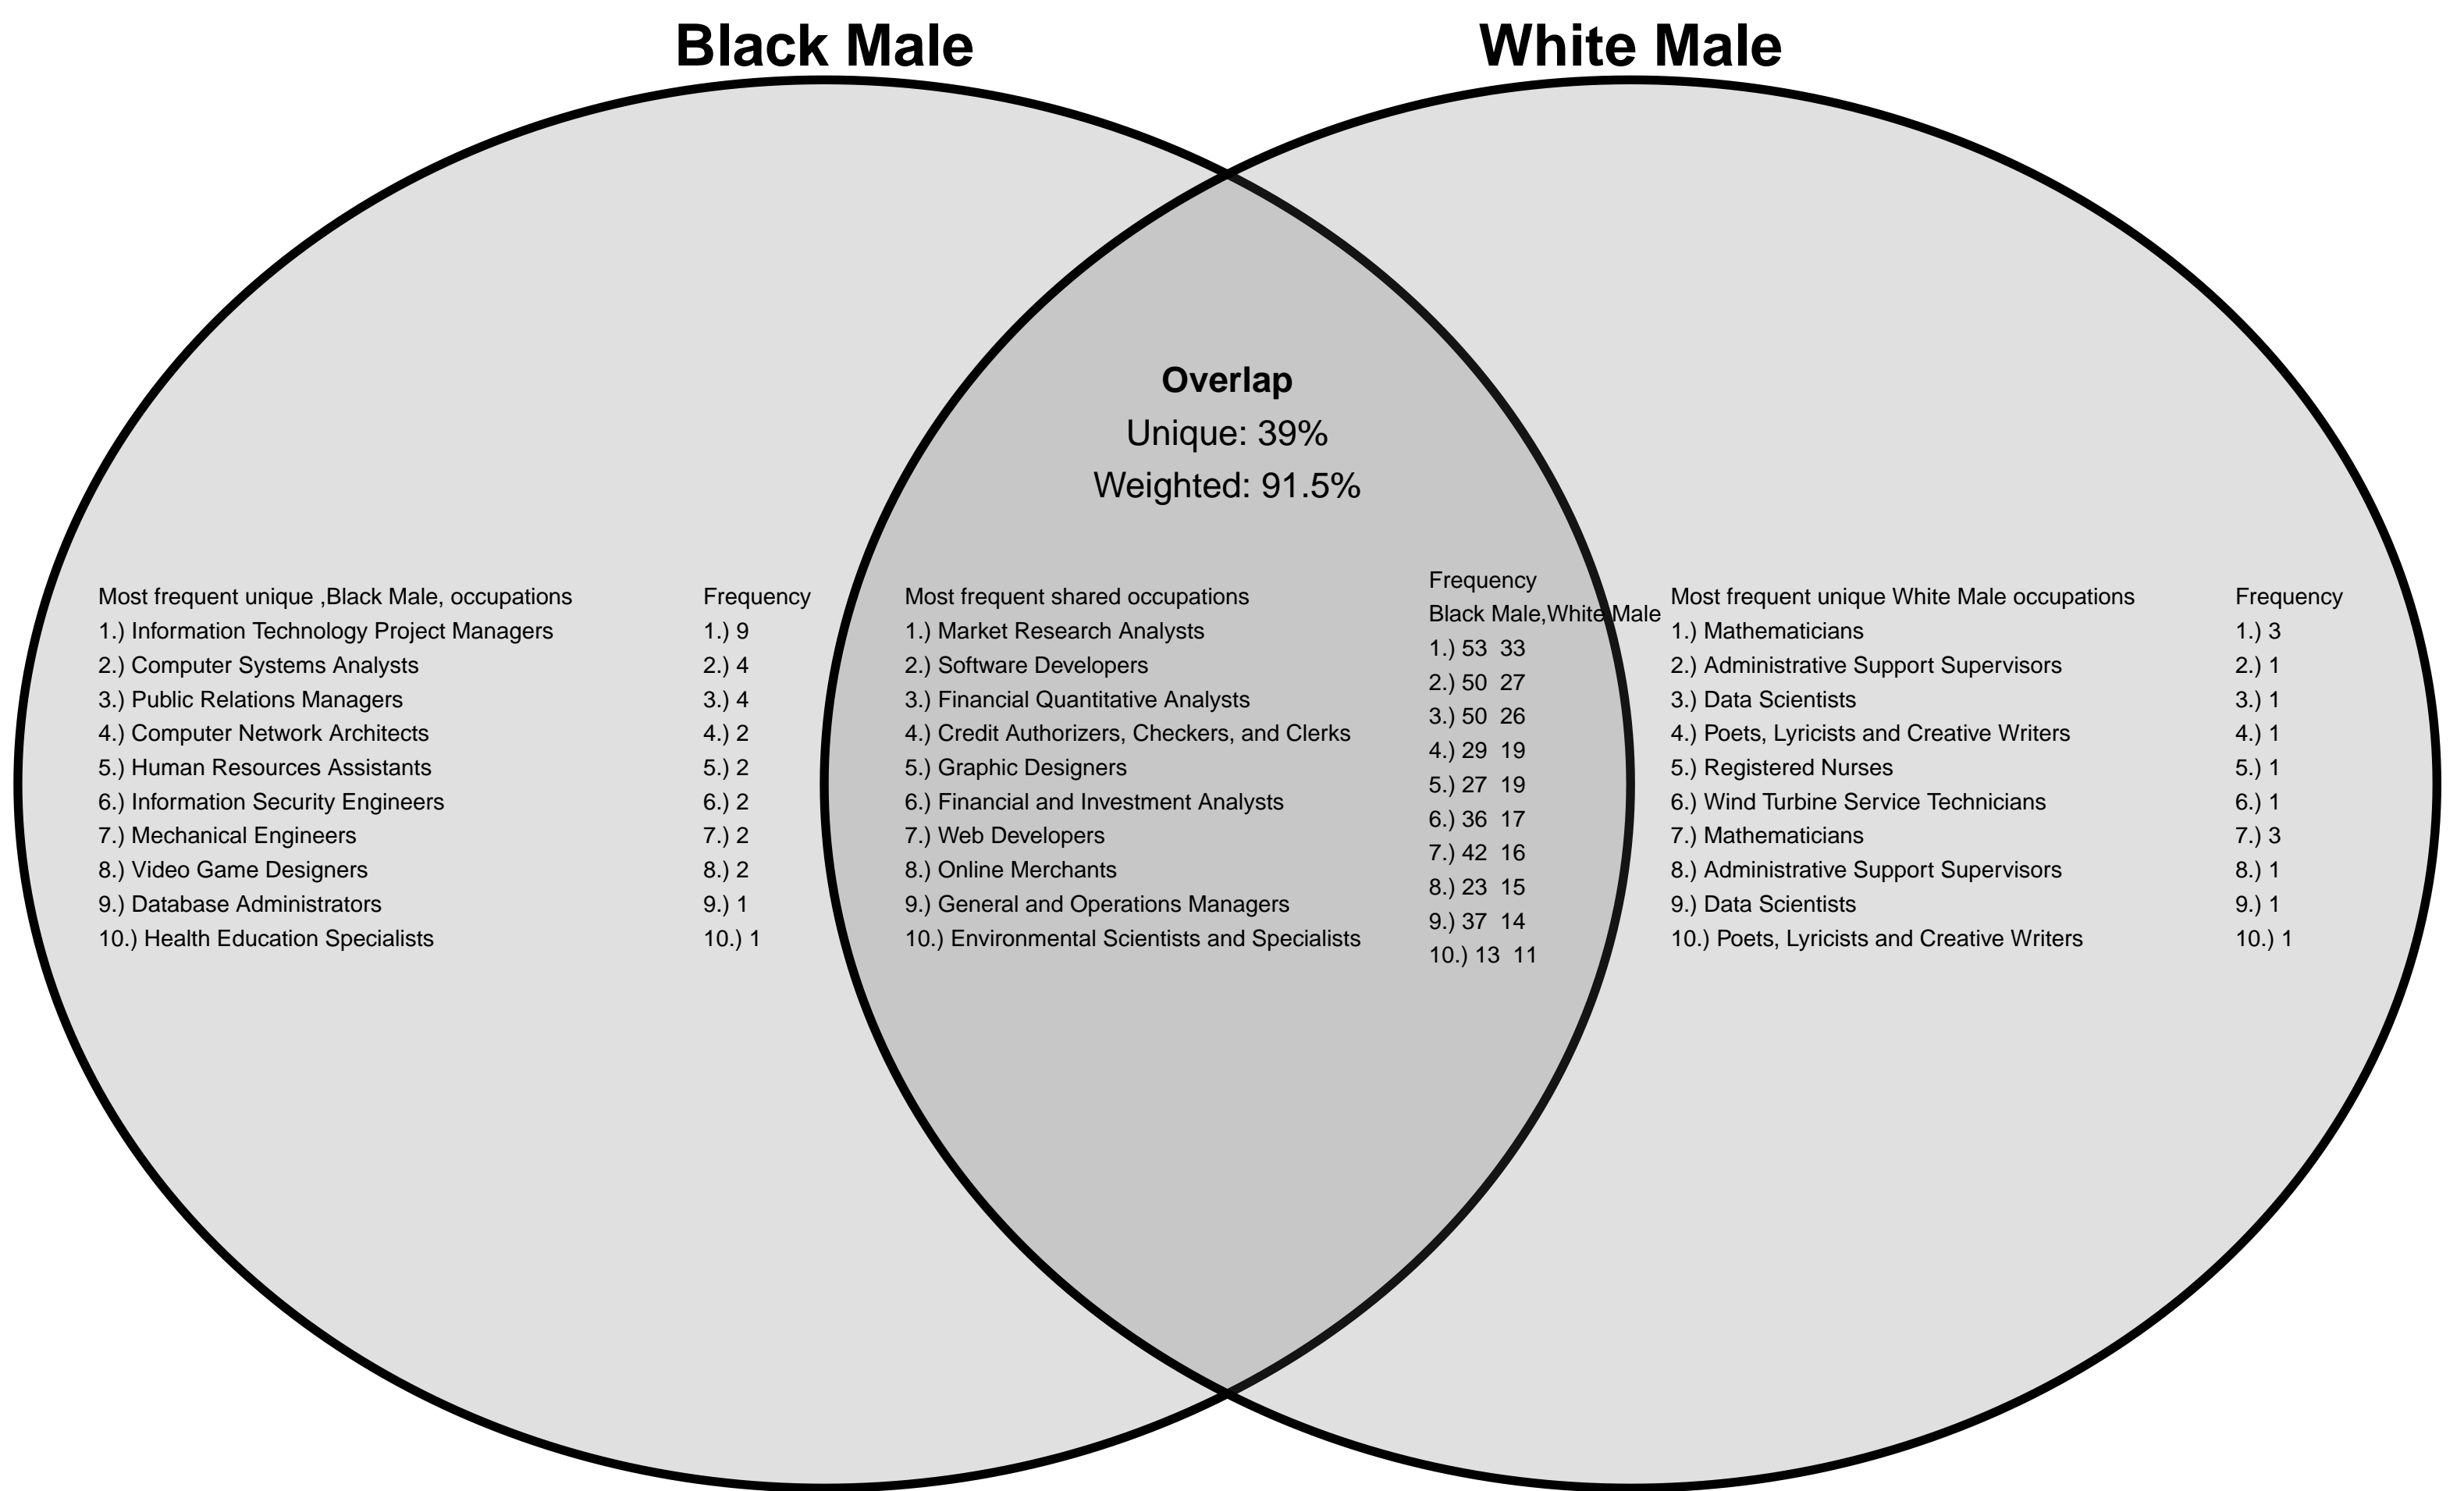 Black Male
White Male
Overlap
Unique: 39%
Weighted: 91.5%
Most frequent unique ,Black Male, occupations
1.) Information Technology Project Managers
2.) Computer Systems Analysts
3.) Public Relations Managers
4.) Computer Network Architects
5.) Human Resources Assistants
6.) Information Security Engineers
7.) Mechanical Engineers
8.) Video Game Designers
9.) Database Administrators
10.) Health Education Specialists
Frequency
1.) 9
2.) 4
3.) 4
4.) 2
5.) 2
6.) 2
7.) 2
8.) 2
9.) 1
10.) 1
Most frequent shared occupations
1.) Market Research Analysts
2.) Software Developers
3.) Financial Quantitative Analysts
4.) Credit Authorizers, Checkers, and Clerks
5.) Graphic Designers
6.) Financial and Investment Analysts
7.) Web Developers
8.) Online Merchants
9.) General and Operations Managers
10.) Environmental Scientists and Specialists
Frequency
Black Male,White Male
1.) 53 33
2.) 50 27
3.) 50 26
4.) 29 19
5.) 27 19
6.) 36 17
7.) 42 16
8.) 23 15
9.) 37 14
10.) 13 11
Most frequent unique White Male occupations
1.) Mathematicians
2.) Administrative Support Supervisors
3.) Data Scientists
4.) Poets, Lyricists and Creative Writers
5.) Registered Nurses
6.) Wind Turbine Service Technicians
7.) Mathematicians
8.) Administrative Support Supervisors
9.) Data Scientists
10.) Poets, Lyricists and Creative Writers
Frequency
1.) 3
2.) 1
3.) 1
4.) 1
5.) 1
6.) 1
7.) 3
8.) 1
9.) 1
10.) 1